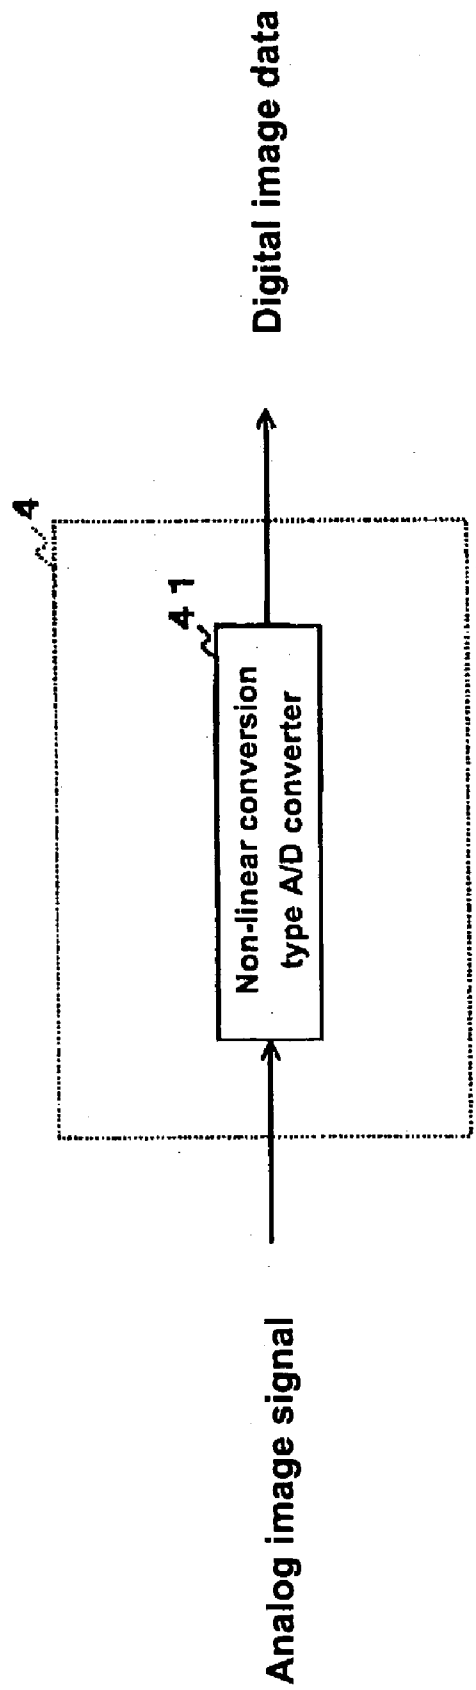 4
4 1
Analog image signal
Non-linear conversion
type A/D converter
Digital image data